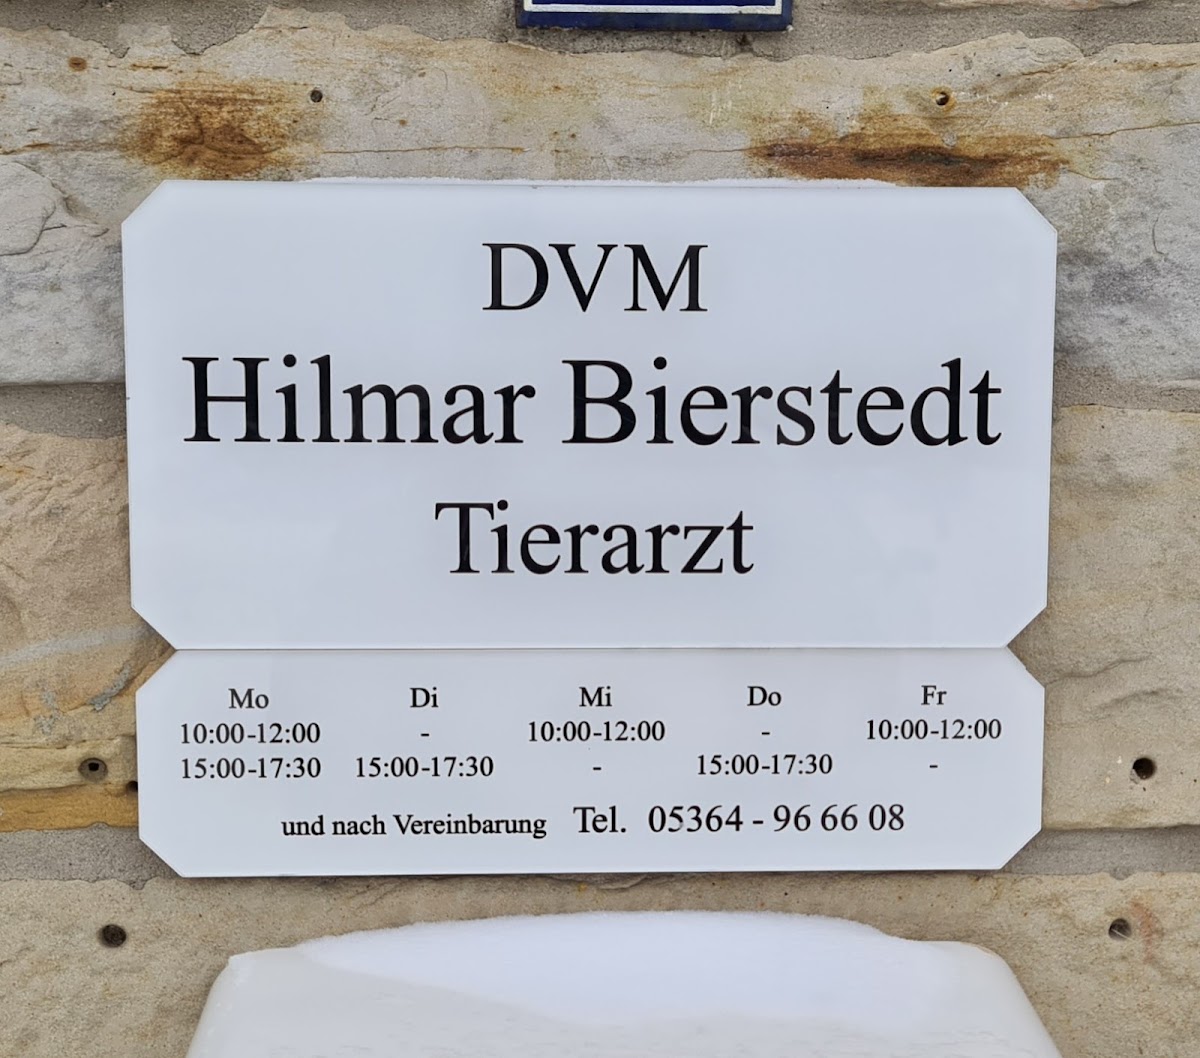 DVM
Hilmar Bierstedt
Tierarzt
Mo Di Mi Do Fr
10:00-12:00 - 10:00-12:00 - 10:00-12:00
15:00-17:30 15:00-17:30 - 15:00-17:30 -
und nach Vereinbarung Tel. 05364 - 96 66 08